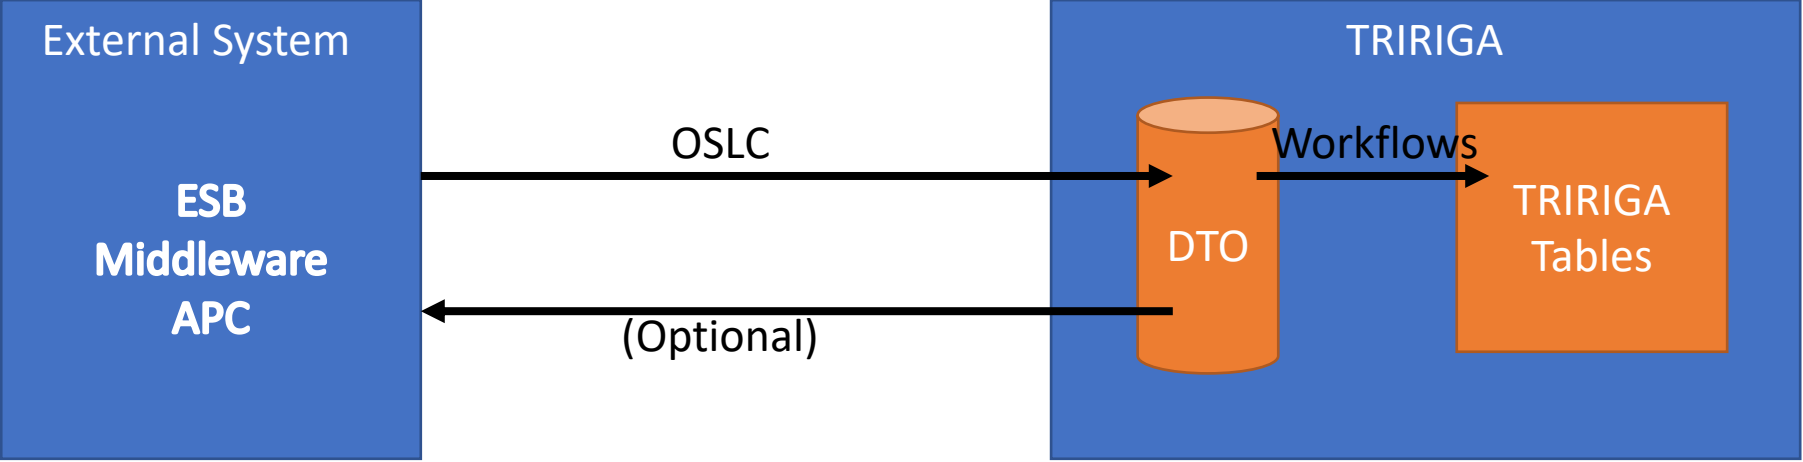 External System
ESB
Middleware
APC
OSLC
(Optional)
TRIRIGA
DTO
Workflows
TRIRIGA
Tables